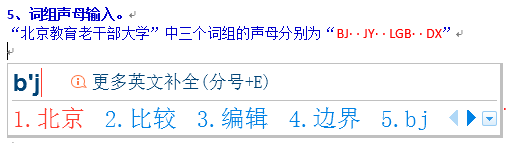 5、词组声母输入。
“北京教育老干部大学”中三个词组的声母分别为“BJ··JY··LGB··DX”
b'j 更多英文补全(分号+E)
1.北京 2.比较 3.编辑 4.边界 5.bj